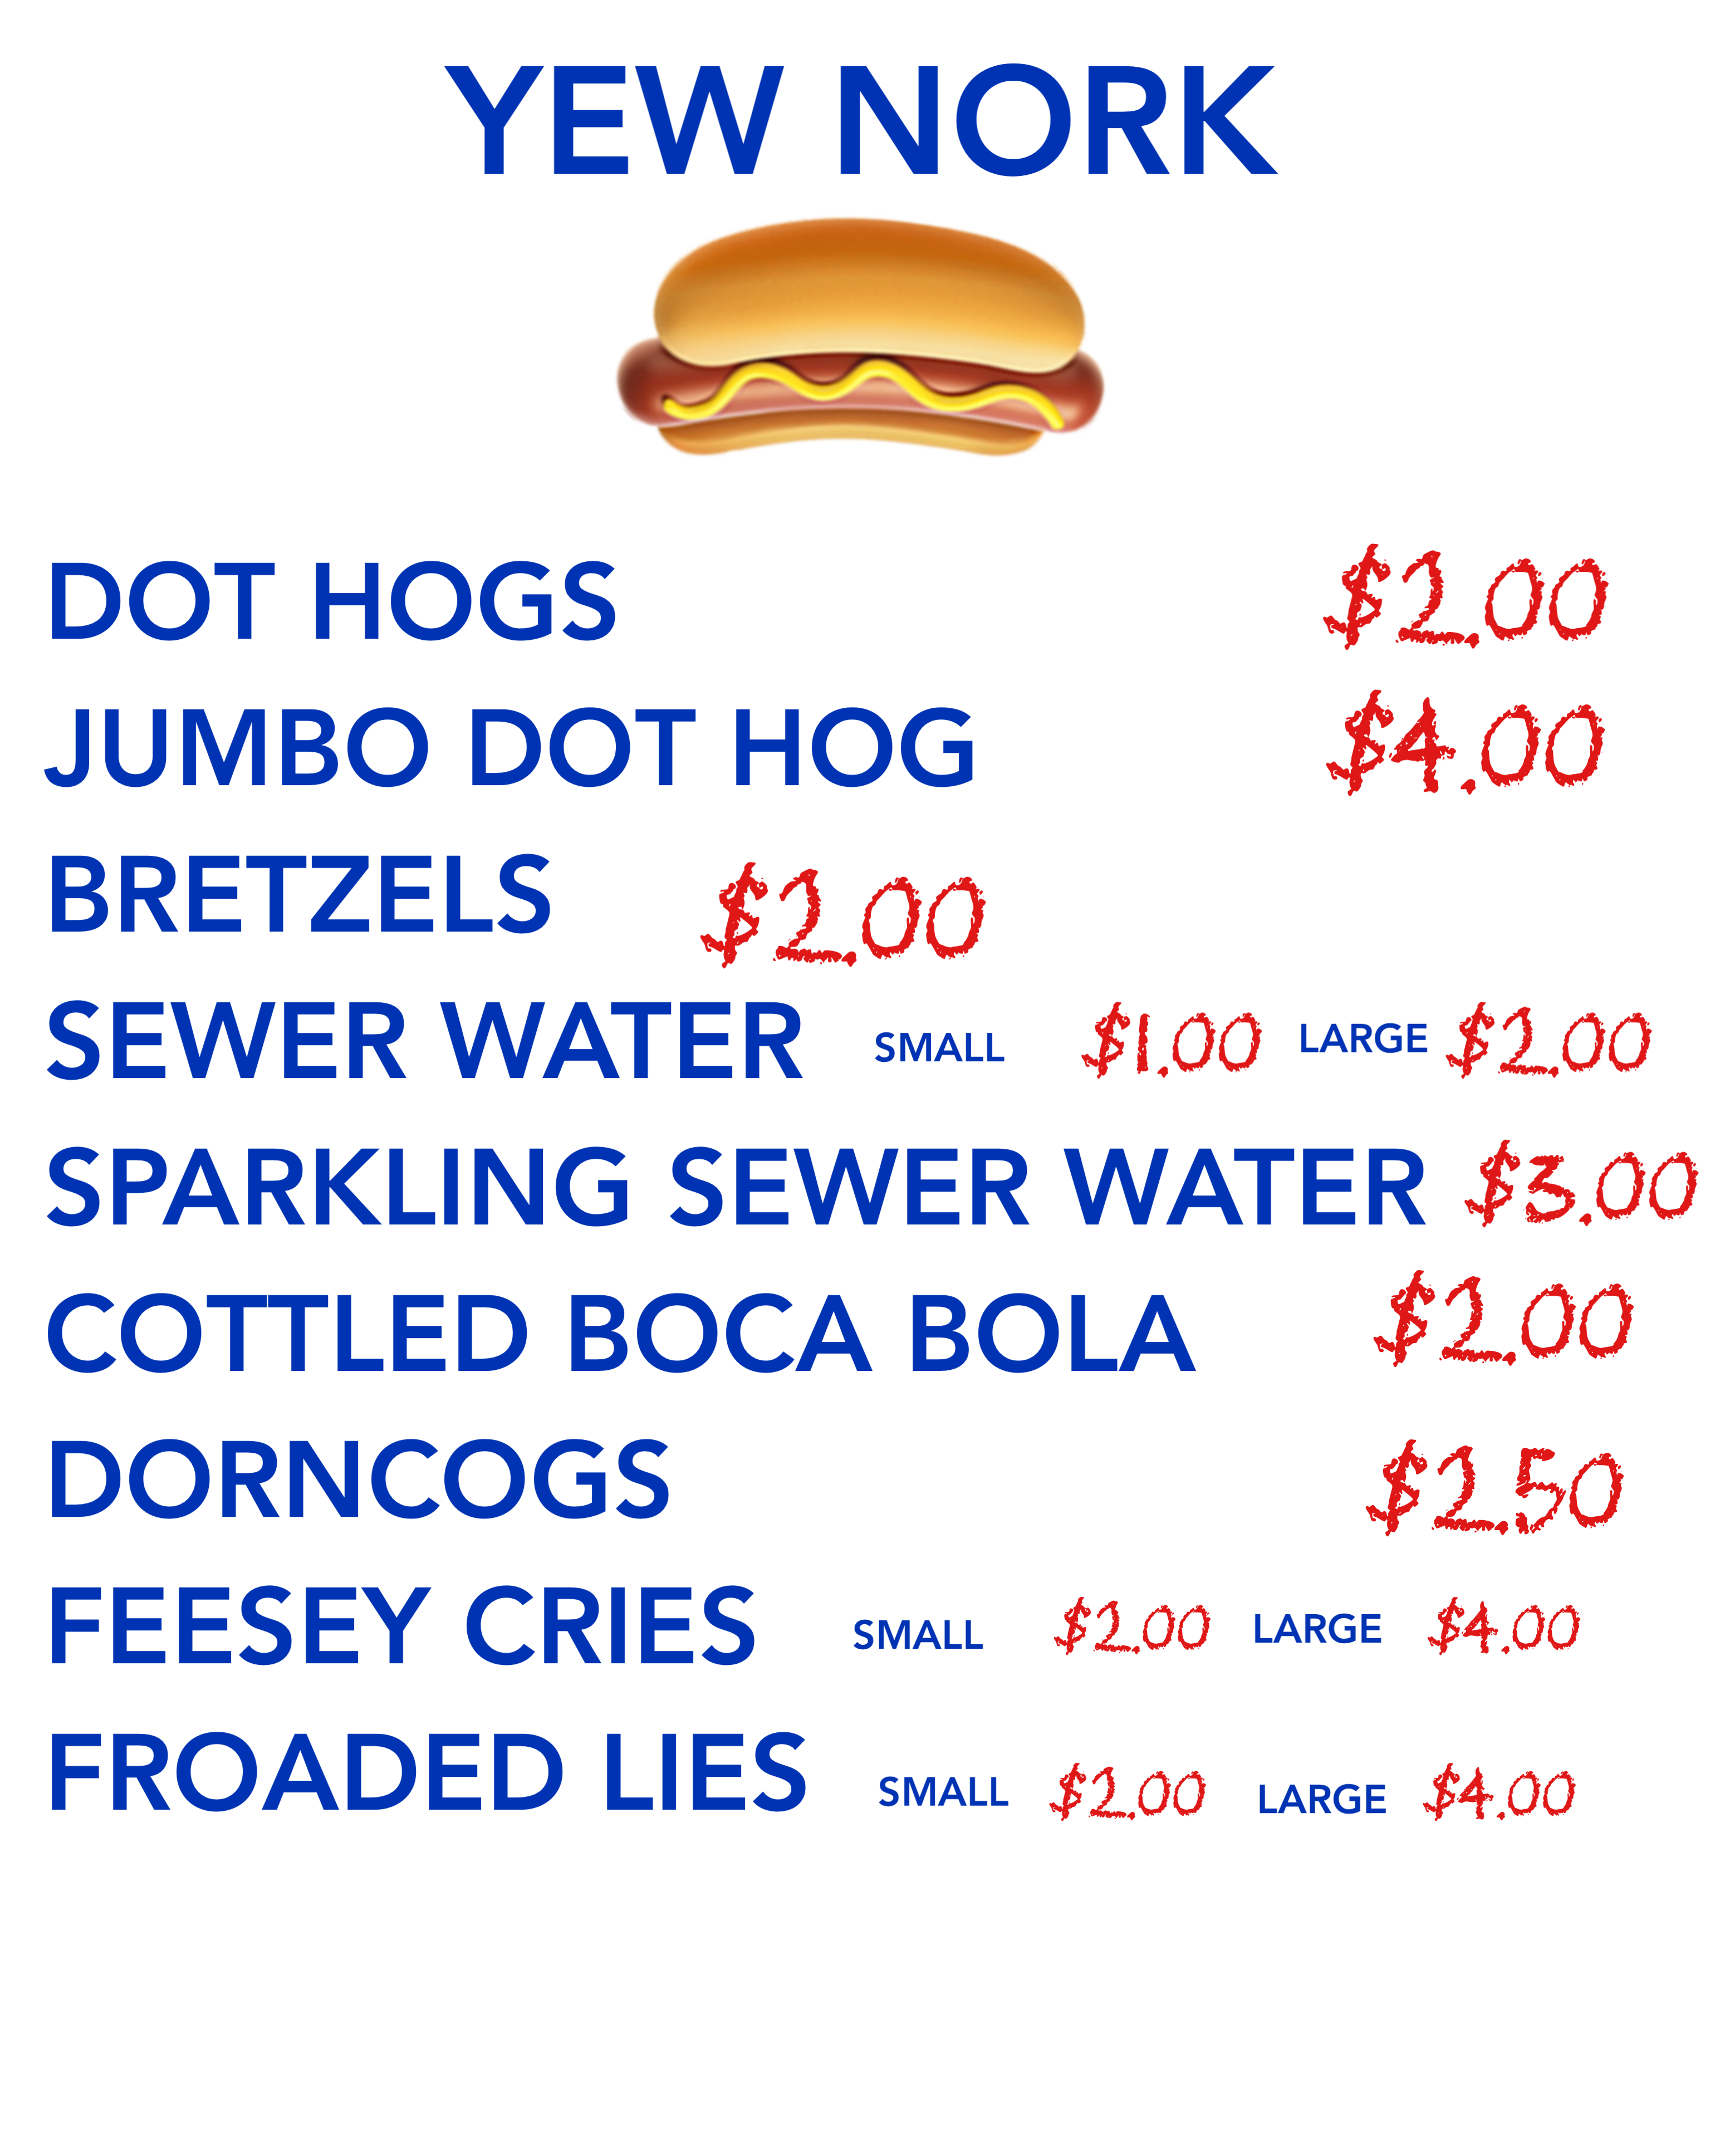 YEW NORK
DOT HOGS $2.00
JUMBO DOT HOG $4.00
BRETZELS $2.00
SEWER WATER SMALL $1.00 LARGE $2.00
SPARKLING SEWER WATER $3.00
COTTLED BOCA BOLA $2.00
DORNCOGS $2.50
FEESEY CRIES SMALL $2.00 LARGE $4.00
FROADED LIES SMALL $2.00 LARGE $4.00